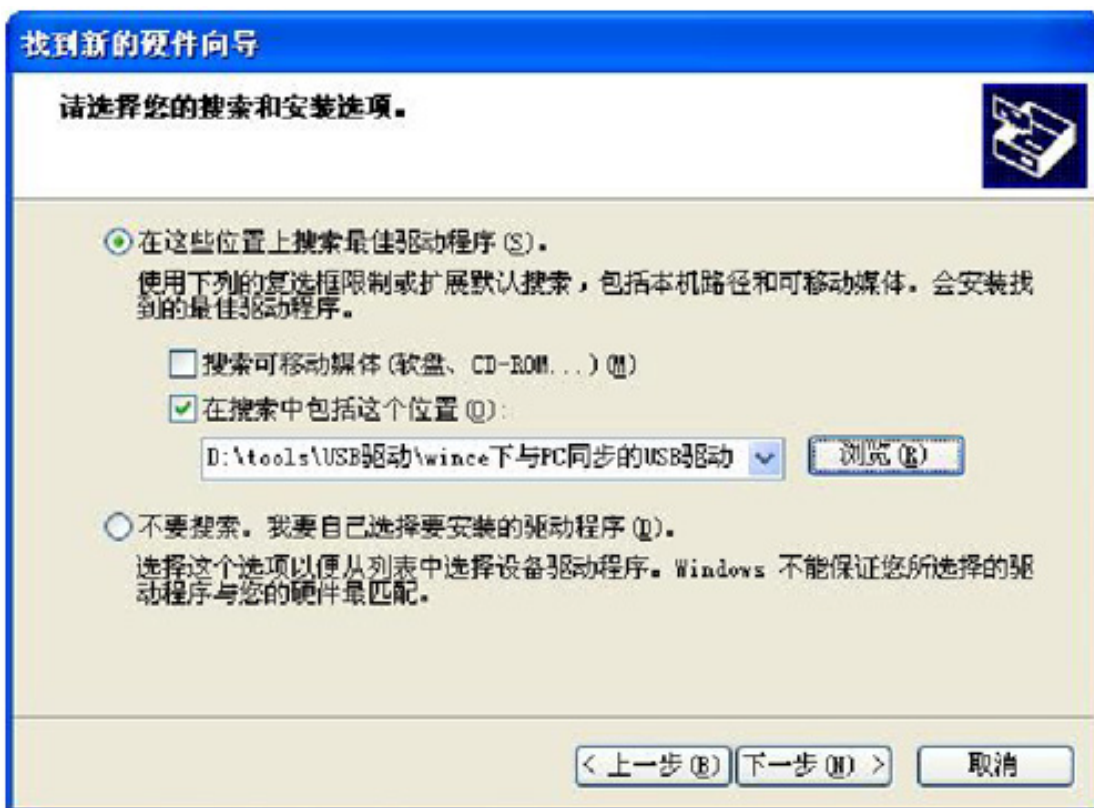 找到新的硬件向导
请选择您的搜索和安装选项。
在这些位置上搜索最佳驱动程序(S)。
使用下列的复选框限制或扩展默认搜索，包括本机路径和可移动媒体。会安装找
到的最佳驱动程序。
搜索可移动媒体(软盘、CD-ROM...)(M)
在搜索中包括这个位置(O):
D:\tools\USB驱动\wince下与PC同步的USB驱动
浏览(R)
不要搜索。我要自己选择要安装的驱动程序(D)。
选择这个选项以便从列表中选择设备驱动程序。Windows 不能保证您所选择的驱
动程序与您的硬件最匹配。
< 上一步(B) 下一步(N) > 取消